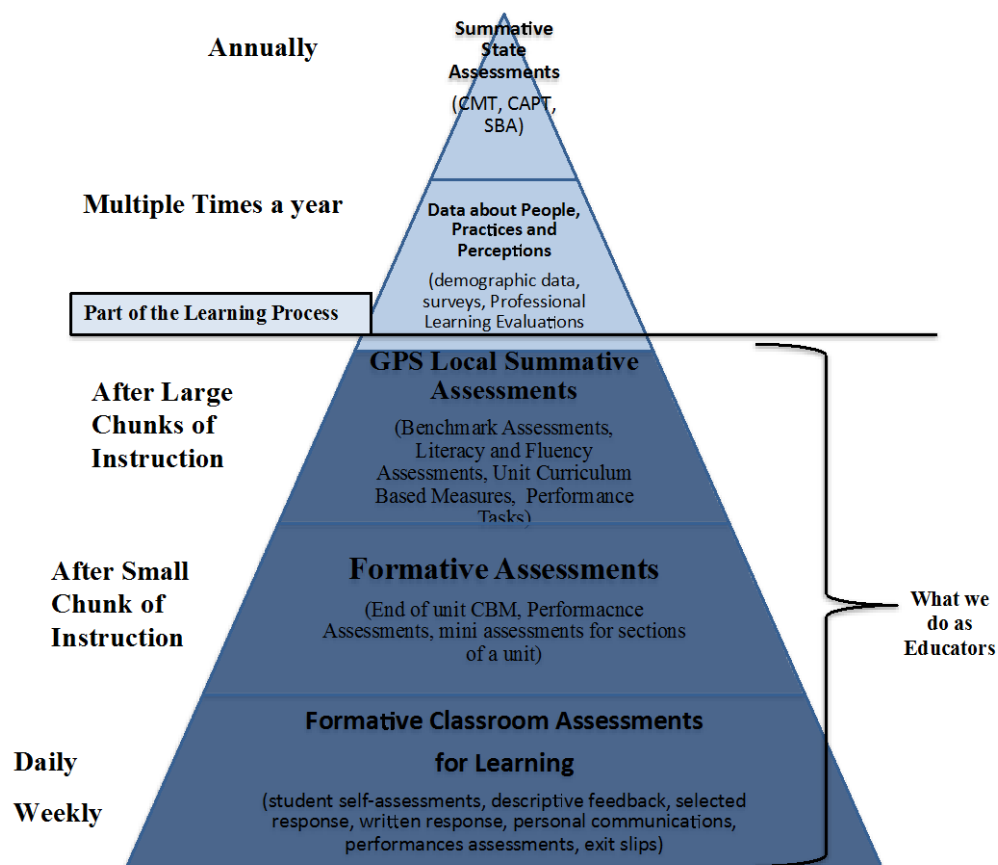 Annually
Summative
State
Assessments
(CMT, CAPT,
SBA)
Multiple Times a year
Data about People,
Practices and
Perceptions
(demographic data,
surveys, Professional
Learning Evaluations
Part of the Learning Process
After Large
Chunks of
Instruction
GPS Local Summative
Assessments
(Benchmark Assessments,
Literacy and Fluency
Assessments, Unit Curriculum
Based Measures, Performance
Tasks)
After Small
Chunk of
Instruction
Formative Assessments
(End of unit CBM, Performacnce
Assessments, mini assessments for sections
of a unit)
What we
do as
Educators
Daily
Weekly
Formative Classroom Assessments
for Learning
(student self-assessments, descriptive feedback, selected
response, written response, personal communications,
performances assessments, exit slips)